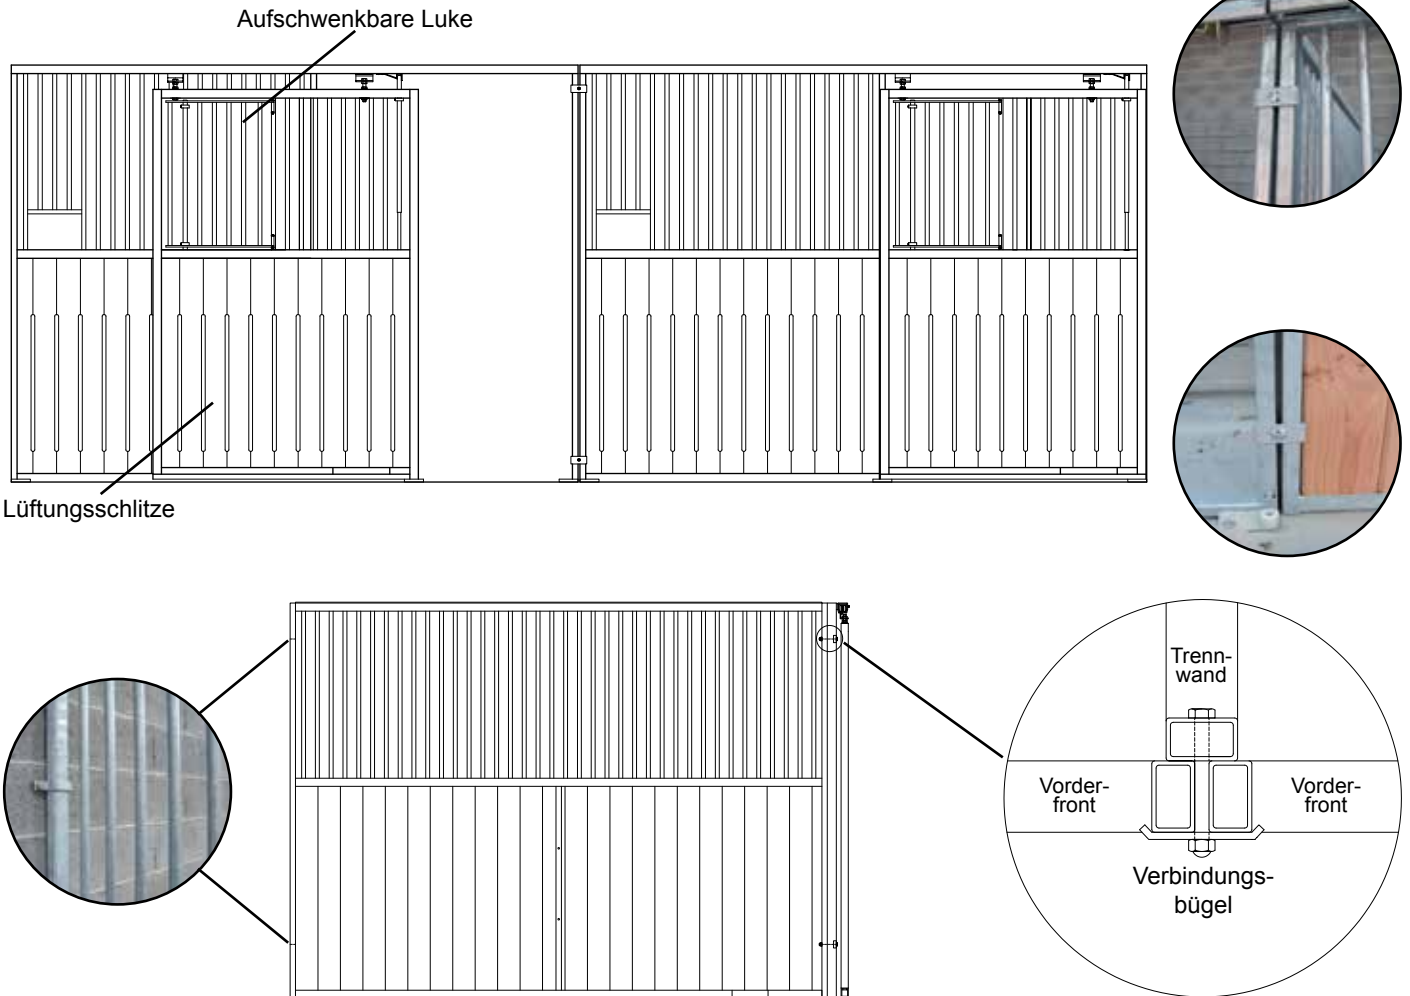 Aufschwenkbare Luke
Lüftungsschlitze
Trenn-
wand
Vorder-
front
Vorder-
front
Verbindungs-
bügel